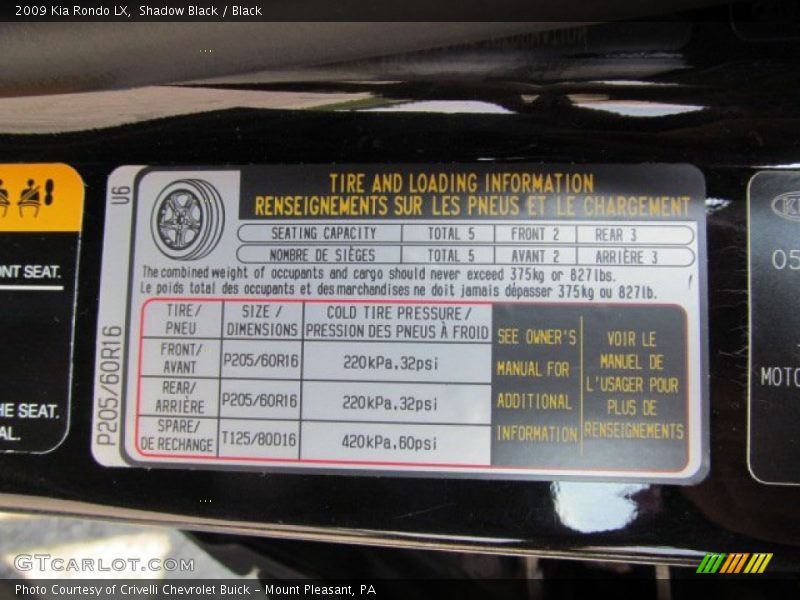 2009 Kia Rondo LX, Shadow Black / Black
U6
TIRE AND LOADING INFORMATION
RENSEIGNEMENTS SUR LES PNEUS ET LE CHARGEMENT
SEATING CAPACITY TOTAL 5 FRONT 2 REAR 3
NOMBRE DE SIÈGES TOTAL 5 AVANT 2 ARRIÈRE 3
The combined weight of occupants and cargo should never exceed 375kg or 827lbs.
Le poids total des occupants et des marchandises ne doit jamais dépasser 375kg ou 827lb.
TIRE/ SIZE / COLD TIRE PRESSURE/
PNEU DIMENSIONS PRESSION DES PNEUS À FROID
FRONT/
AVANT P205/60R16 220kPa,32psi
REAR/
ARRIÈRE P205/60R16 220kPa,32psi
SPARE/
DE RECHANGE T125/80D16 420kPa,60psi
SEE OWNER'S
MANUAL FOR
ADDITIONAL
INFORMATION
VOIR LE
MANUEL DE
L'USAGER POUR
PLUS DE
RENSEIGNEMENTS
P205/60R16
NT SEAT.
HE SEAT.
AL.
05
MOTO
GTCARLOT.COM
Photo Courtesy of Crivelli Chevrolet Buick - Mount Pleasant, PA